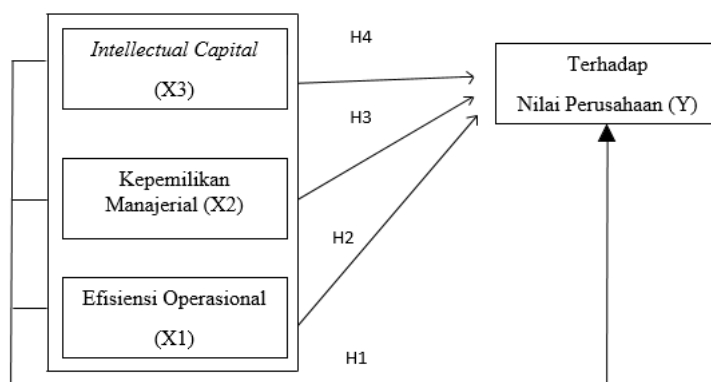 H4
Intellectual Capital
(X3)
Terhadap
Nilai Perusahaan (Y)
H3
Kepemilikan
Manajerial (X2)
H2
Efisiensi Operasional
(X1)
H1